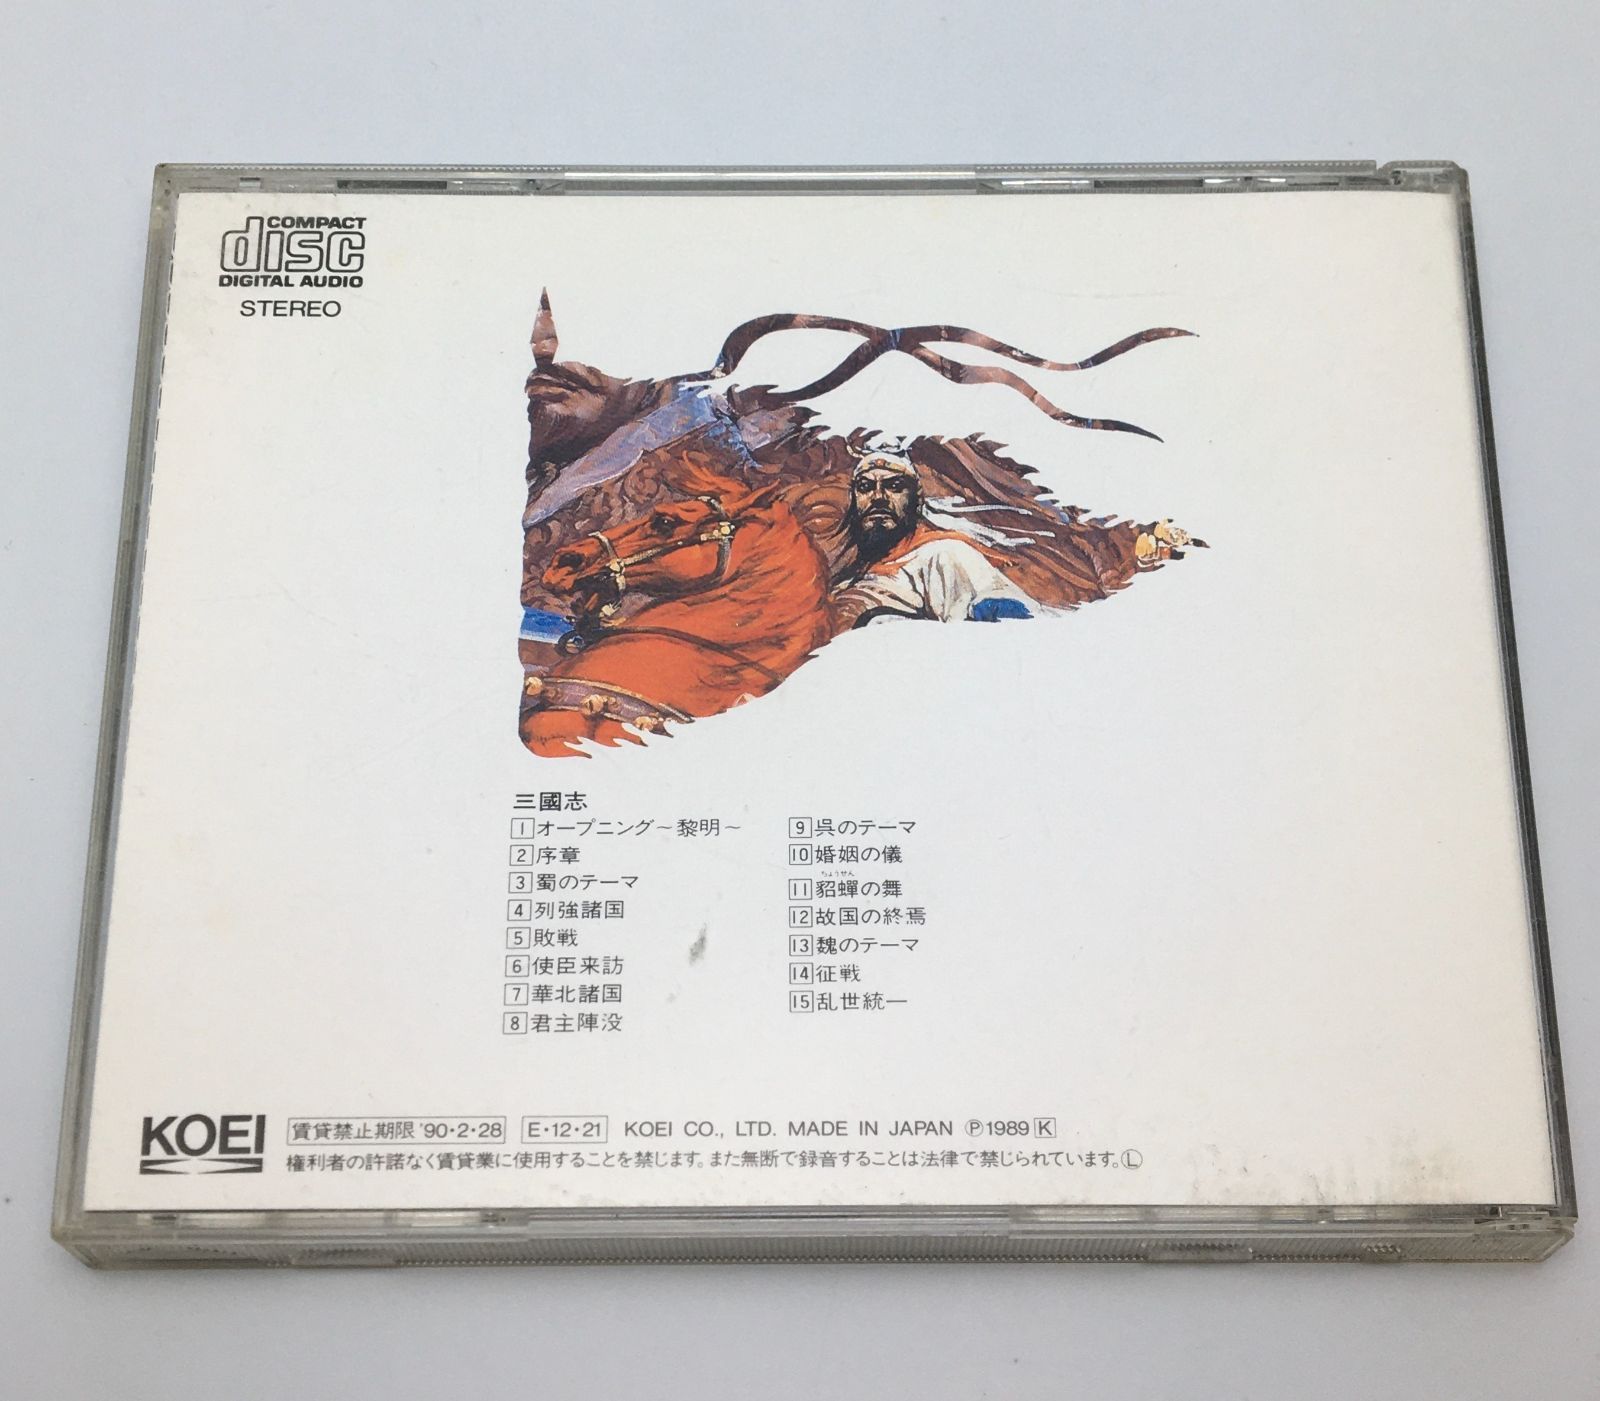 COMPACT
disc
DIGITAL AUDIO
STEREO
三國志
1 オープニング～黎明～
2 序章
3 蜀のテーマ
4 列強諸国
5 敗戦
6 使臣来訪
7 華北諸国
8 君主陣没
9 呉のテーマ
10 婚姻の儀
ちょうせん
11 貂蟬の舞
12 故国の終焉
13 魏のテーマ
14 征戦
15 乱世統一
KOEI
賃貸禁止期限 '90・2・28 E・12・21 KOEI CO., LTD. MADE IN JAPAN Ⓟ1989 K
権利者の許諾なく賃貸業に使用することを禁じます。また無断で録音することは法律で禁じられています。Ⓛ